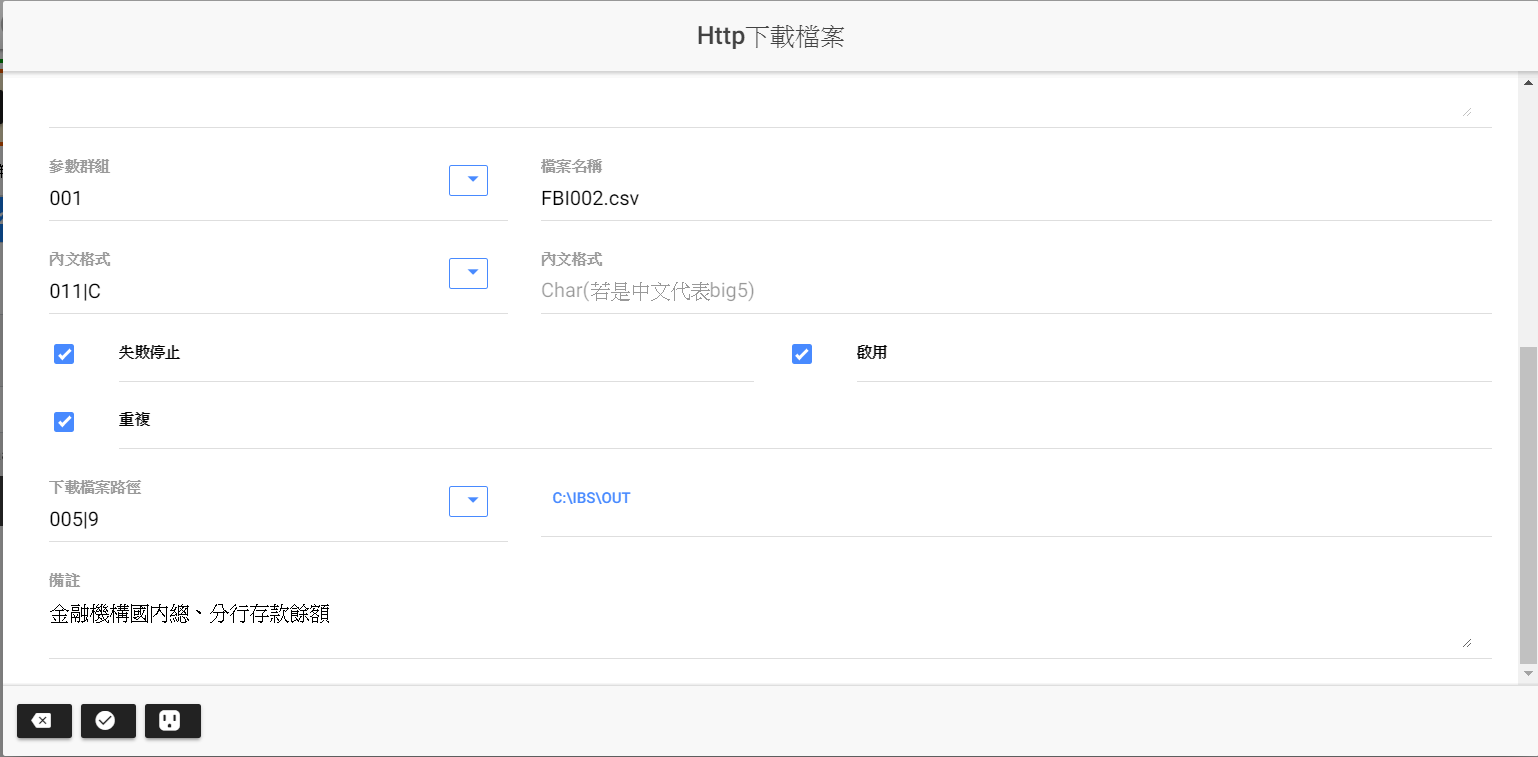 Http下載檔案
參數群組
001
檔案名稱
FBI002.csv
內文格式
011|C
內文格式
Char(若是中文代表big5)
失敗停止
啟用
重複
下載檔案路徑
005|9
C:\IBS\OUT
備註
金融機構國內總、分行存款餘額